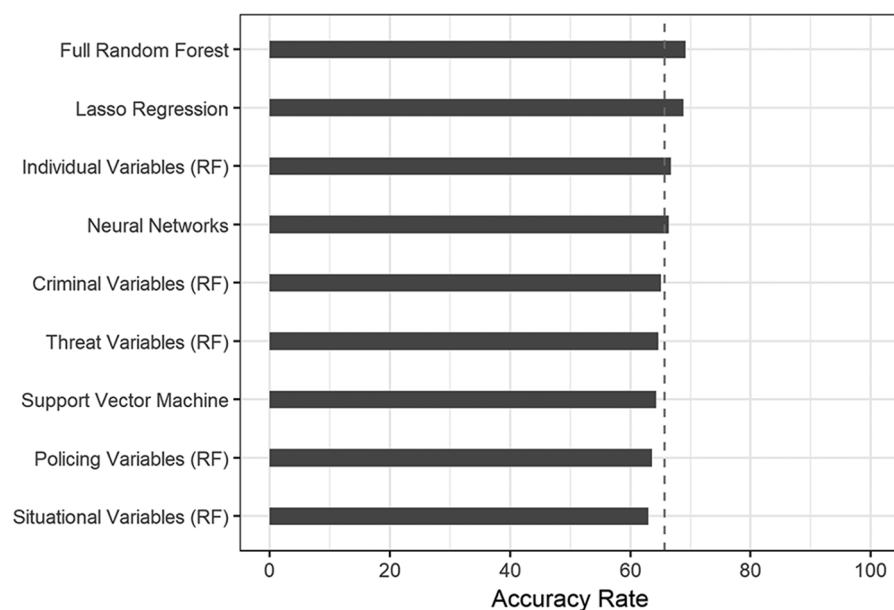 Full Random Forest
Lasso Regression
Individual Variables (RF)
Neural Networks
Criminal Variables (RF)
Threat Variables (RF)
Support Vector Machine
Policing Variables (RF)
Situational Variables (RF)
0 20 40 60 80 100
Accuracy Rate